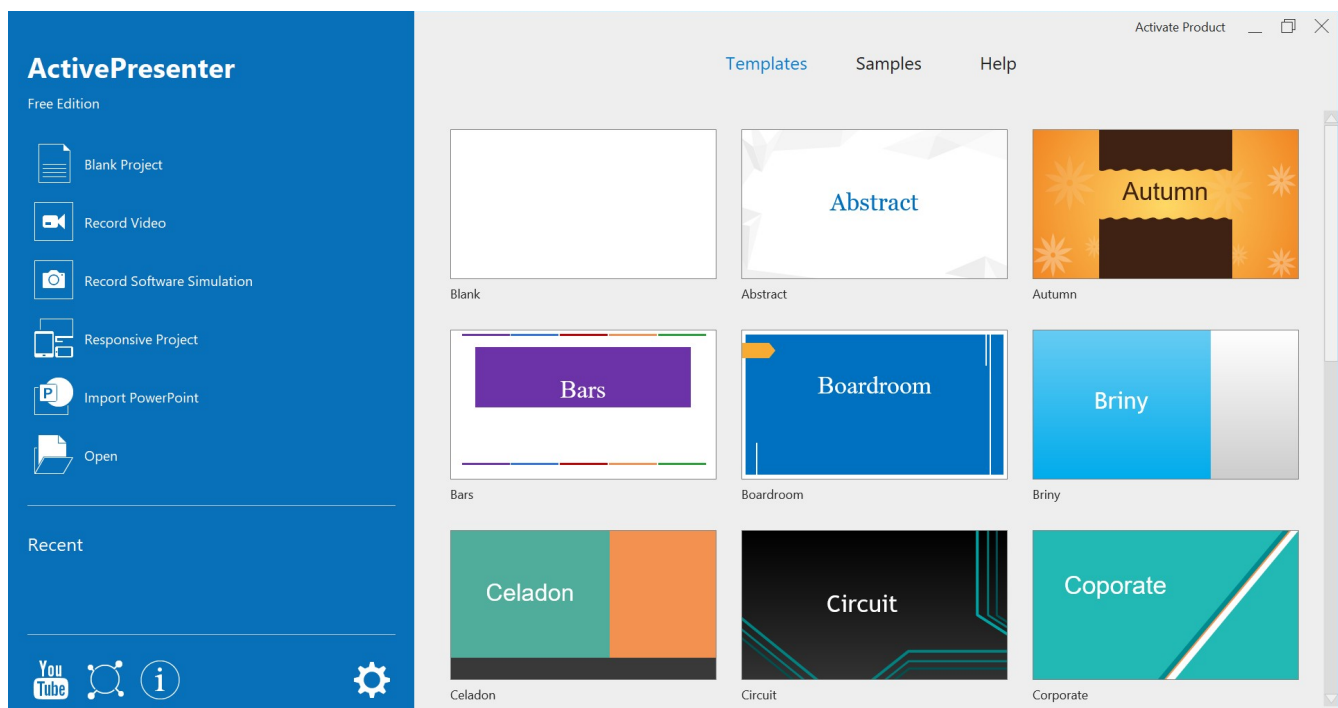 Activate Product
ActivePresenter
Free Edition
Blank Project
Record Video
Record Software Simulation
Responsive Project
P
Import PowerPoint
Open
Recent
You
Tube
i
Templates Samples Help
Blank
Abstract
Abstract
Autumn
Autumn
Bars
Bars
Boardroom
Boardroom
Briny
Briny
Celadon
Celadon
Circuit
Circuit
Coporate
Corporate